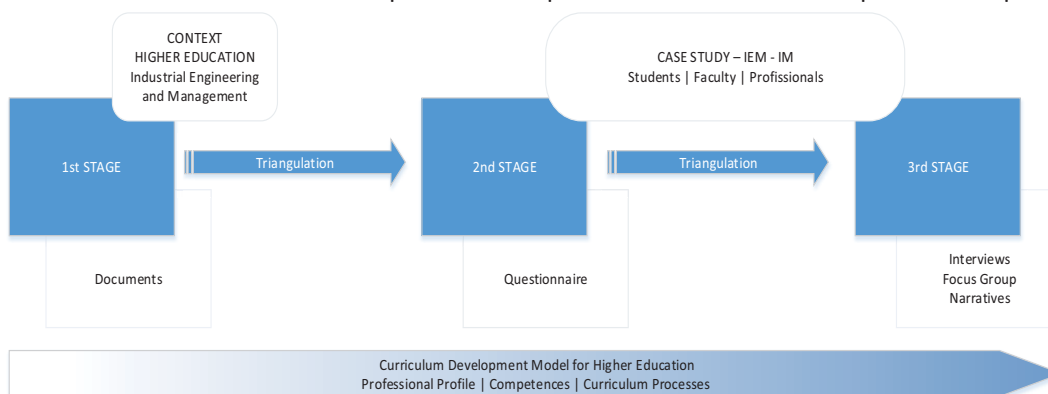 CONTEXT
HIGHER EDUCATION
Industrial Engineering
and Management
CASE STUDY – IEM - IM
Students | Faculty | Profissionals
1st STAGE
Triangulation
2nd STAGE
Triangulation
3rd STAGE
Documents
Questionnaire
Interviews
Focus Group
Narratives
Curriculum Development Model for Higher Education
Professional Profile | Competences | Curriculum Processes